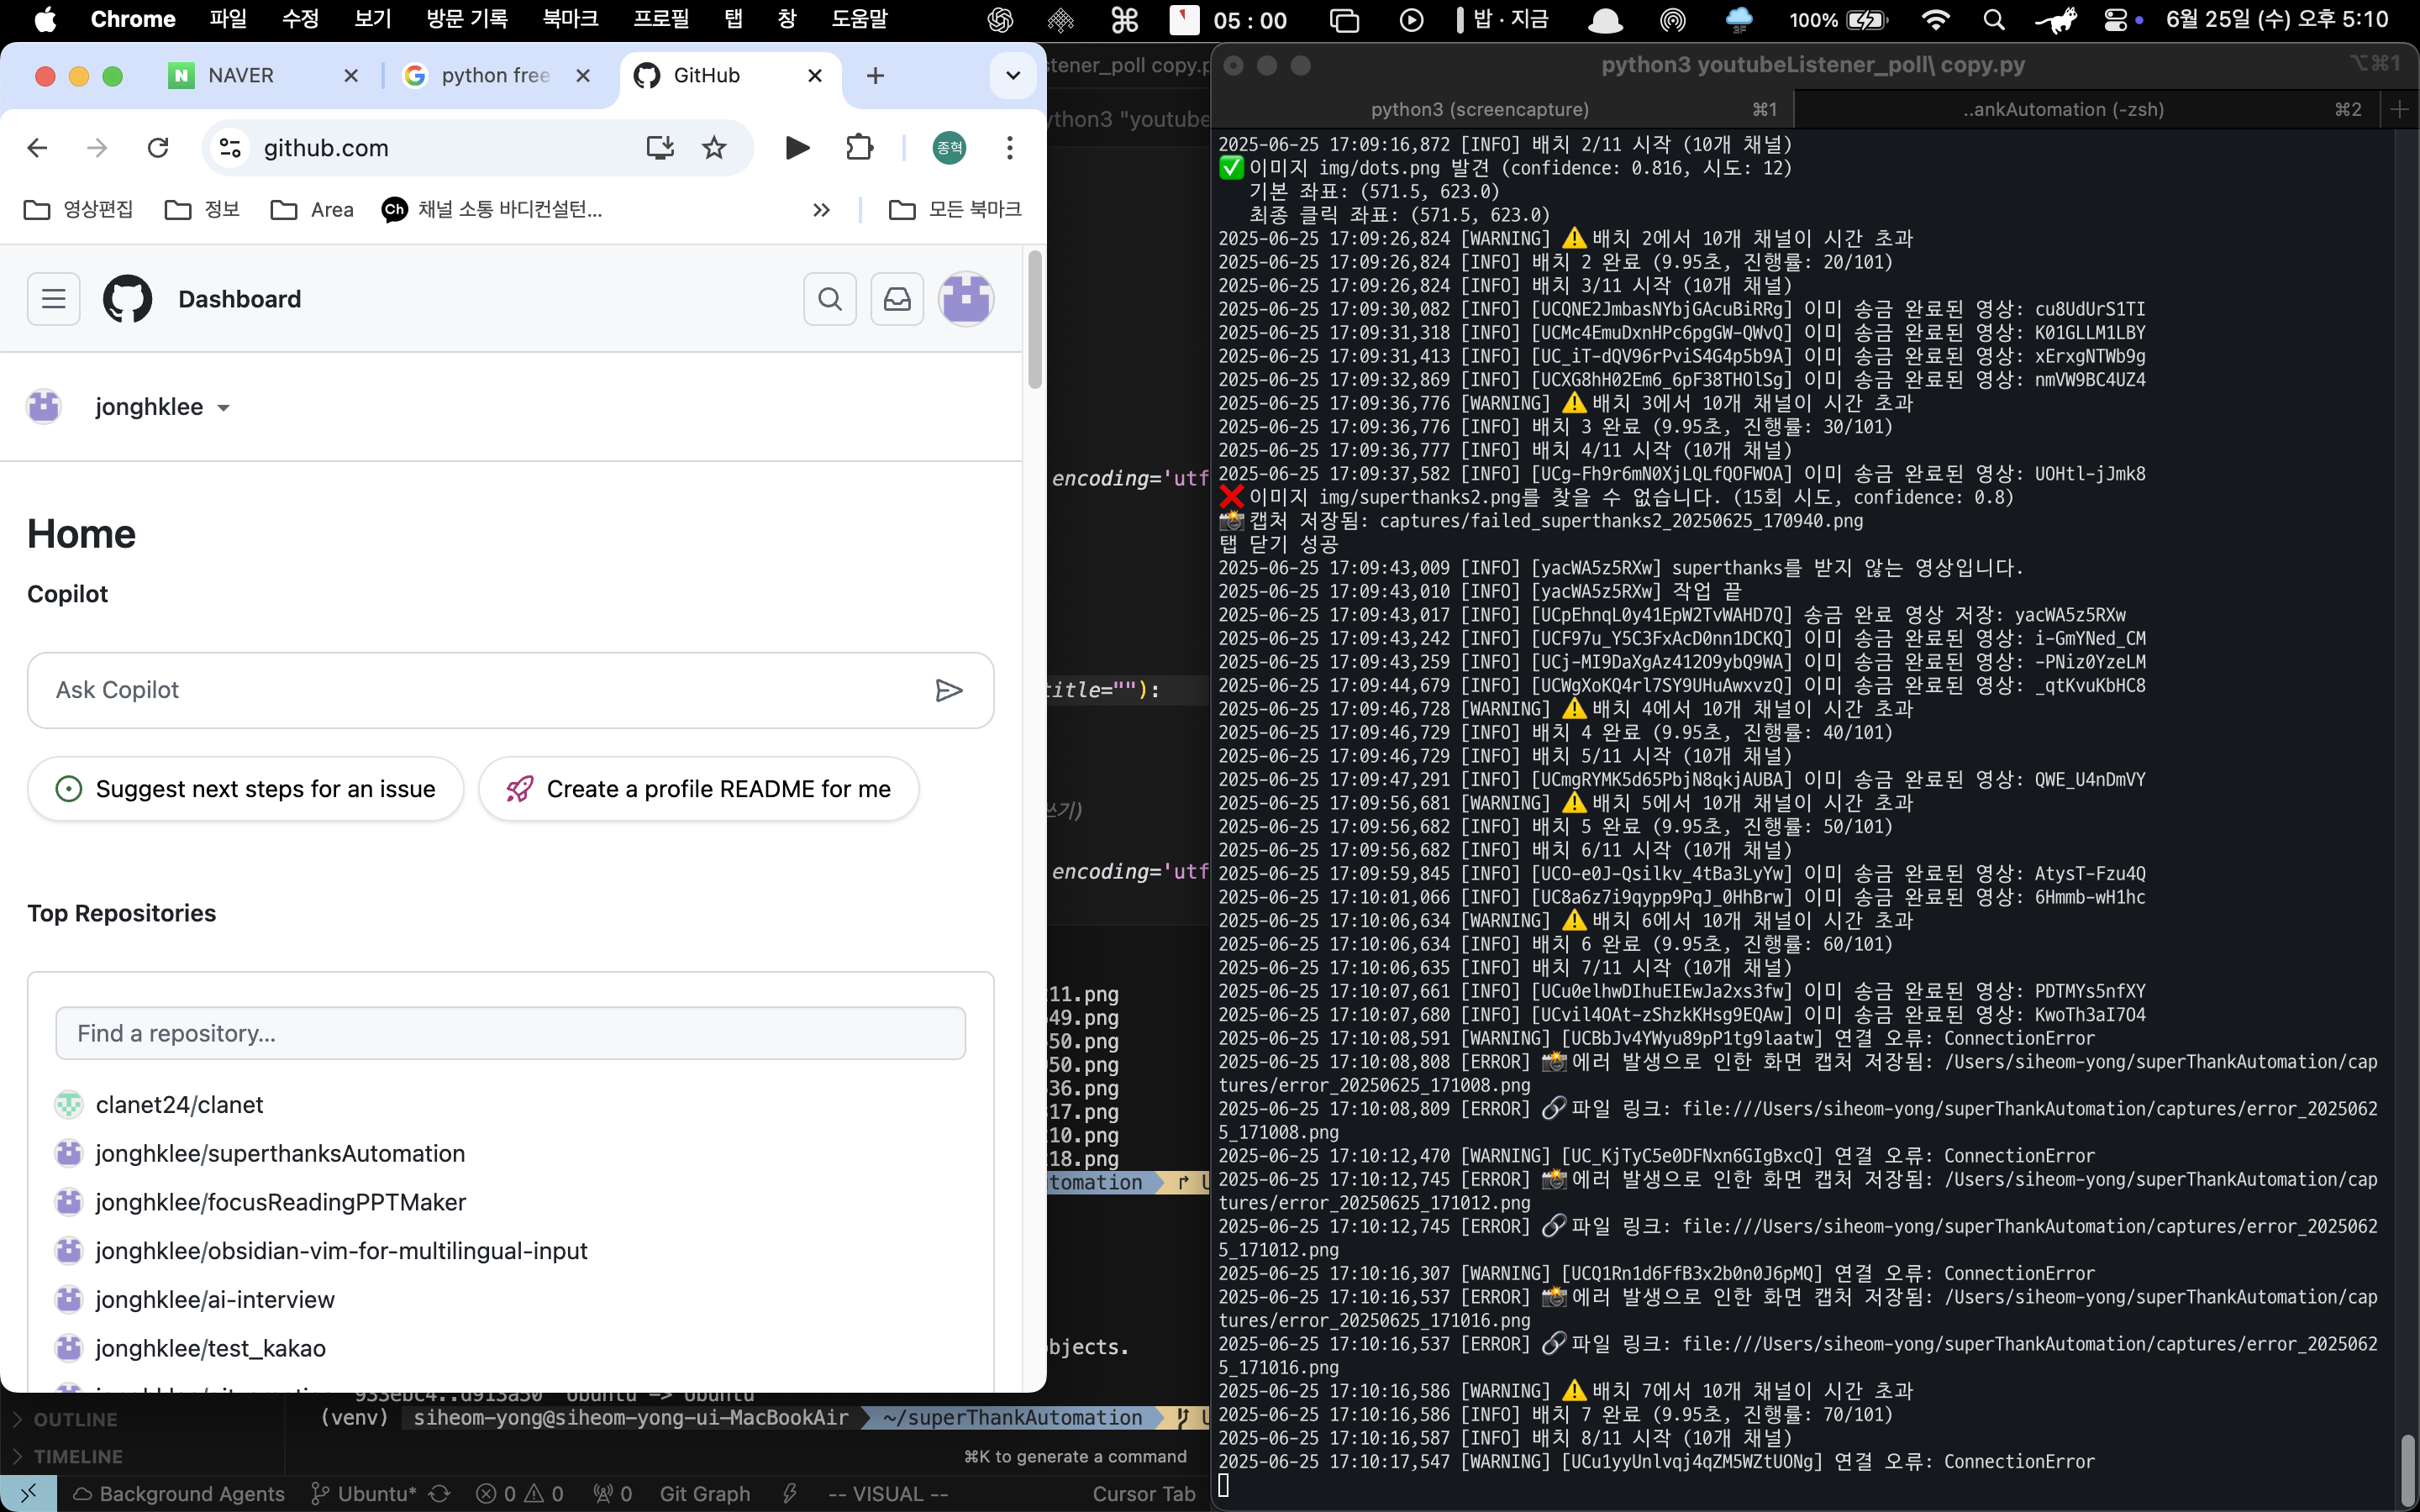 Chrome 파일 수정 보기 방문 기록 북마크 프로필 탭 창 도움말 05 : 00 밥 · 지금 100% 6월 25일 (수) 오후 5:10
NAVER
python free
GitHub
github.com
종혁
영상편집
정보
Area
채널 소통 바디컨설턴...
모든 북마크
Dashboard
jonghklee
Home
Copilot
Ask Copilot
Suggest next steps for an issue
Create a profile README for me
Top Repositories
Find a repository...
clanet24/clanet
jonghklee/superthanksAutomation
jonghklee/focusReadingPPTMaker
jonghklee/obsidian-vim-for-multilingual-input
jonghklee/ai-interview
jonghklee/test_kakao
stener_poll copy.p
ython3 "youtube
encoding='utf
title=""):
쓰기)
encoding='utf
11.png
49.png
50.png
50.png
36.png
17.png
10.png
18.png
tomation
bjects.
933ebc4..d913a50 Ubuntu -> Ubuntu
(venv) siheom-yong@siheom-yong-ui-MacBookAir ~/superThankAutomation
⌘K to generate a command
OUTLINE
TIMELINE
Background Agents Ubuntu* 0 0 0 Git Graph -- VISUAL -- Cursor Tab
python3 youtubeListener_poll\ copy.py ⌥⌘1
python3 (screencapture) ⌘1 ..ankAutomation (-zsh) ⌘2
2025-06-25 17:09:16,872 [INFO] 배치 2/11 시작 (10개 채널)
✅ 이미지 img/dots.png 발견 (confidence: 0.816, 시도: 12)
기본 좌표: (571.5, 623.0)
최종 클릭 좌표: (571.5, 623.0)
2025-06-25 17:09:26,824 [WARNING] ⚠️ 배치 2에서 10개 채널이 시간 초과
2025-06-25 17:09:26,824 [INFO] 배치 2 완료 (9.95초, 진행률: 20/101)
2025-06-25 17:09:26,824 [INFO] 배치 3/11 시작 (10개 채널)
2025-06-25 17:09:30,082 [INFO] [UCQNE2JmbasNYbjGAcuBiRRg] 이미 송금 완료된 영상: cu8UdUrS1TI
2025-06-25 17:09:31,318 [INFO] [UCMc4EmuDxnHPc6pgGW-QWvQ] 이미 송금 완료된 영상: K01GLLM1LBY
2025-06-25 17:09:31,413 [INFO] [UC_iT-dQV96rPviS4G4p5b9A] 이미 송금 완료된 영상: xErxgNTWb9g
2025-06-25 17:09:32,869 [INFO] [UCXG8hH02Em6_6pF38THOlSg] 이미 송금 완료된 영상: nmVW9BC4UZ4
2025-06-25 17:09:36,776 [WARNING] ⚠️ 배치 3에서 10개 채널이 시간 초과
2025-06-25 17:09:36,776 [INFO] 배치 3 완료 (9.95초, 진행률: 30/101)
2025-06-25 17:09:36,777 [INFO] 배치 4/11 시작 (10개 채널)
2025-06-25 17:09:37,582 [INFO] [UCg-Fh9r6mN0XjLQLfQOFWOA] 이미 송금 완료된 영상: UOHtl-jJmk8
❌ 이미지 img/superthanks2.png를 찾을 수 없습니다. (15회 시도, confidence: 0.8)
📸 캡처 저장됨: captures/failed_superthanks2_20250625_170940.png
탭 닫기 성공
2025-06-25 17:09:43,009 [INFO] [yacWA5z5RXw] superthanks를 받지 않는 영상입니다.
2025-06-25 17:09:43,010 [INFO] [yacWA5z5RXw] 작업 끝
2025-06-25 17:09:43,017 [INFO] [UCpEhnqL0y41EpW2TvWAHD7Q] 송금 완료 영상 저장: yacWA5z5RXw
2025-06-25 17:09:43,242 [INFO] [UCF97u_Y5C3FxAcD0nn1DCKQ] 이미 송금 완료된 영상: i-GmYNed_CM
2025-06-25 17:09:43,259 [INFO] [UCj-MI9DaXgAz412O9ybQ9WA] 이미 송금 완료된 영상: -PNiz0YzeLM
2025-06-25 17:09:44,679 [INFO] [UCWgXoKQ4rl7SY9UHuAwxvzQ] 이미 송금 완료된 영상: _qtKvuKbHC8
2025-06-25 17:09:46,728 [WARNING] ⚠️ 배치 4에서 10개 채널이 시간 초과
2025-06-25 17:09:46,729 [INFO] 배치 4 완료 (9.95초, 진행률: 40/101)
2025-06-25 17:09:46,729 [INFO] 배치 5/11 시작 (10개 채널)
2025-06-25 17:09:47,291 [INFO] [UCmgRYMK5d65PbjN8qkjAUBA] 이미 송금 완료된 영상: QWE_U4nDmVY
2025-06-25 17:09:56,681 [WARNING] ⚠️ 배치 5에서 10개 채널이 시간 초과
2025-06-25 17:09:56,682 [INFO] 배치 5 완료 (9.95초, 진행률: 50/101)
2025-06-25 17:09:56,682 [INFO] 배치 6/11 시작 (10개 채널)
2025-06-25 17:09:59,845 [INFO] [UCO-e0J-Qsilkv_4tBa3LyYw] 이미 송금 완료된 영상: AtysT-Fzu4Q
2025-06-25 17:10:01,066 [INFO] [UC8a6z7i9qypp9PqJ_0HhBrw] 이미 송금 완료된 영상: 6Hmmb-wH1hc
2025-06-25 17:10:06,634 [WARNING] ⚠️ 배치 6에서 10개 채널이 시간 초과
2025-06-25 17:10:06,634 [INFO] 배치 6 완료 (9.95초, 진행률: 60/101)
2025-06-25 17:10:06,635 [INFO] 배치 7/11 시작 (10개 채널)
2025-06-25 17:10:07,661 [INFO] [UCu0elhwDIhuEIEwJa2xs3fw] 이미 송금 완료된 영상: PDTMYs5nfXY
2025-06-25 17:10:07,680 [INFO] [UCvil4OAt-zShzkKHsg9EQAw] 이미 송금 완료된 영상: KwoTh3aI7O4
2025-06-25 17:10:08,591 [WARNING] [UCBbJv4YWyu89pP1tg9laatw] 연결 오류: ConnectionError
2025-06-25 17:10:08,808 [ERROR] 📸 에러 발생으로 인한 화면 캡처 저장됨: /Users/siheom-yong/superThankAutomation/cap
tures/error_20250625_171008.png
2025-06-25 17:10:08,809 [ERROR] 🔗 파일 링크: file:///Users/siheom-yong/superThankAutomation/captures/error_2025062
5_171008.png
2025-06-25 17:10:12,470 [WARNING] [UC_KjTyC5e0DFNxn6GIgBxcQ] 연결 오류: ConnectionError
2025-06-25 17:10:12,745 [ERROR] 📸 에러 발생으로 인한 화면 캡처 저장됨: /Users/siheom-yong/superThankAutomation/cap
tures/error_20250625_171012.png
2025-06-25 17:10:12,745 [ERROR] 🔗 파일 링크: file:///Users/siheom-yong/superThankAutomation/captures/error_2025062
5_171012.png
2025-06-25 17:10:16,307 [WARNING] [UCQ1Rn1d6FfB3x2b0n0J6pMQ] 연결 오류: ConnectionError
2025-06-25 17:10:16,537 [ERROR] 📸 에러 발생으로 인한 화면 캡처 저장됨: /Users/siheom-yong/superThankAutomation/cap
tures/error_20250625_171016.png
2025-06-25 17:10:16,537 [ERROR] 🔗 파일 링크: file:///Users/siheom-yong/superThankAutomation/captures/error_2025062
5_171016.png
2025-06-25 17:10:16,586 [WARNING] ⚠️ 배치 7에서 10개 채널이 시간 초과
2025-06-25 17:10:16,586 [INFO] 배치 7 완료 (9.95초, 진행률: 70/101)
2025-06-25 17:10:16,587 [INFO] 배치 8/11 시작 (10개 채널)
2025-06-25 17:10:17,547 [WARNING] [UCu1yyUnlvqj4qZM5WZtUONg] 연결 오류: ConnectionError